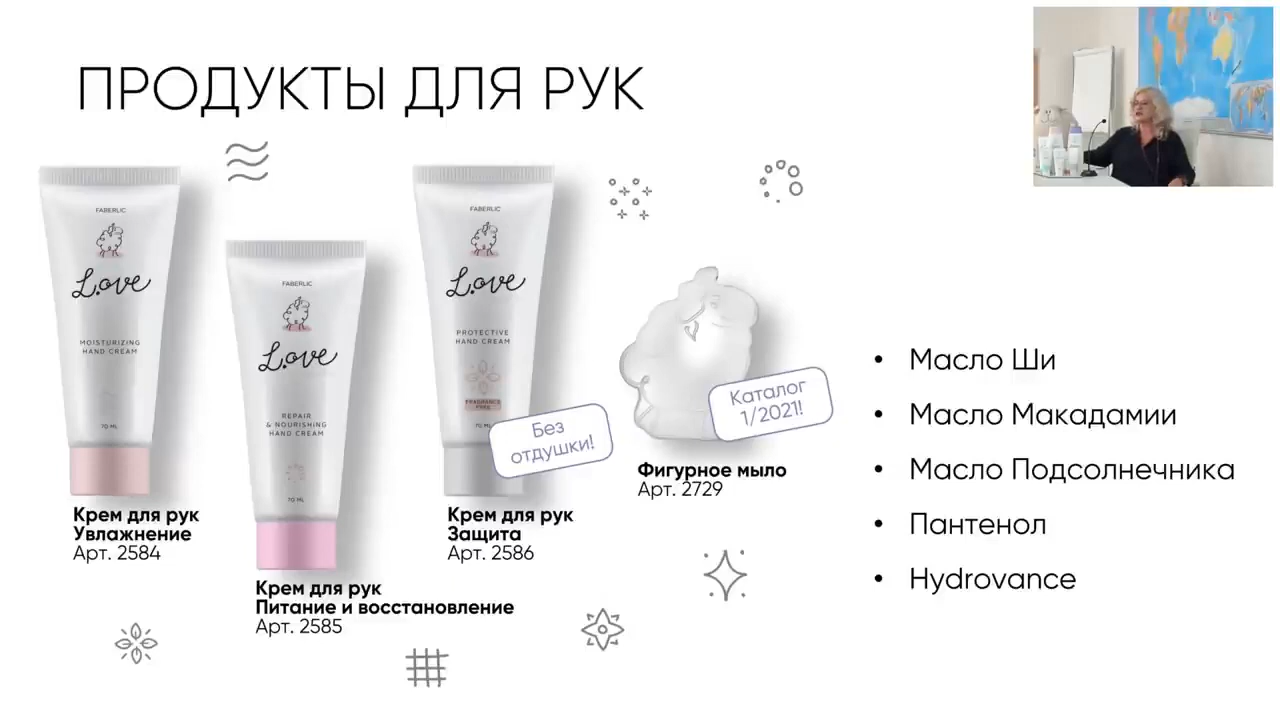 ПРОДУКТЫ ДЛЯ РУК
FABERLIC
L.ove
MOISTURIZING
HAND CREAM
70 ML
Крем для рук
Увлажнение
Арт. 2584
FABERLIC
L.ove
REPAIR
& NOURISHING
HAND CREAM
70 ML
Крем для рук
Питание и восстановление
Арт. 2585
FABERLIC
L.ove
PROTECTIVE
HAND CREAM
FRAGRANCE
FREE
70 ML
Без
отдушки!
Крем для рук
Защита
Арт. 2586
Каталог
1/2021!
Фигурное мыло
Арт. 2729
• Масло Ши
• Масло Макадамии
• Масло Подсолнечника
• Пантенол
• Hydrovance